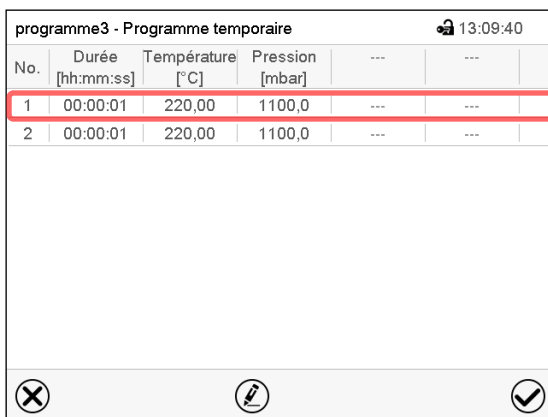 programme3 - Programme temporaire 13:09:40
No. Durée [hh:mm:ss] Température [°C] Pression [mbar] --- ---
1 00:00:01 220,00 1100,0 --- ---
2 00:00:01 220,00 1100,0 --- ---